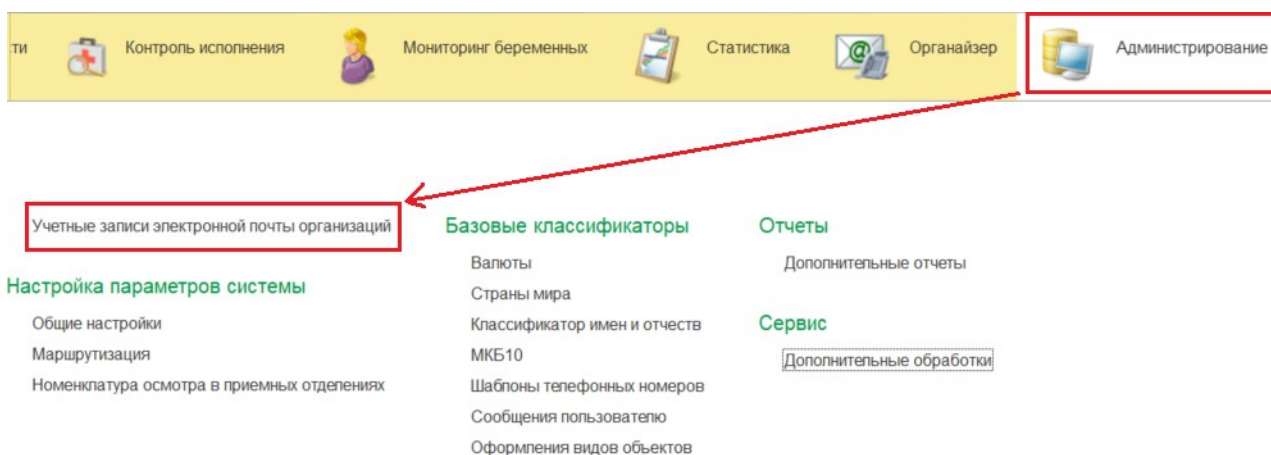 ти Контроль исполнения Мониторинг беременных Статистика Органайзер Администрирование
Учетные записи электронной почты организаций
Настройка параметров системы
Общие настройки
Маршрутизация
Номенклатура осмотра в приемных отделениях
Базовые классификаторы
Валюты
Страны мира
Классификатор имен и отчеств
МКБ10
Шаблоны телефонных номеров
Сообщения пользователю
Оформления видов объектов
Отчеты
Дополнительные отчеты
Сервис
Дополнительные обработки